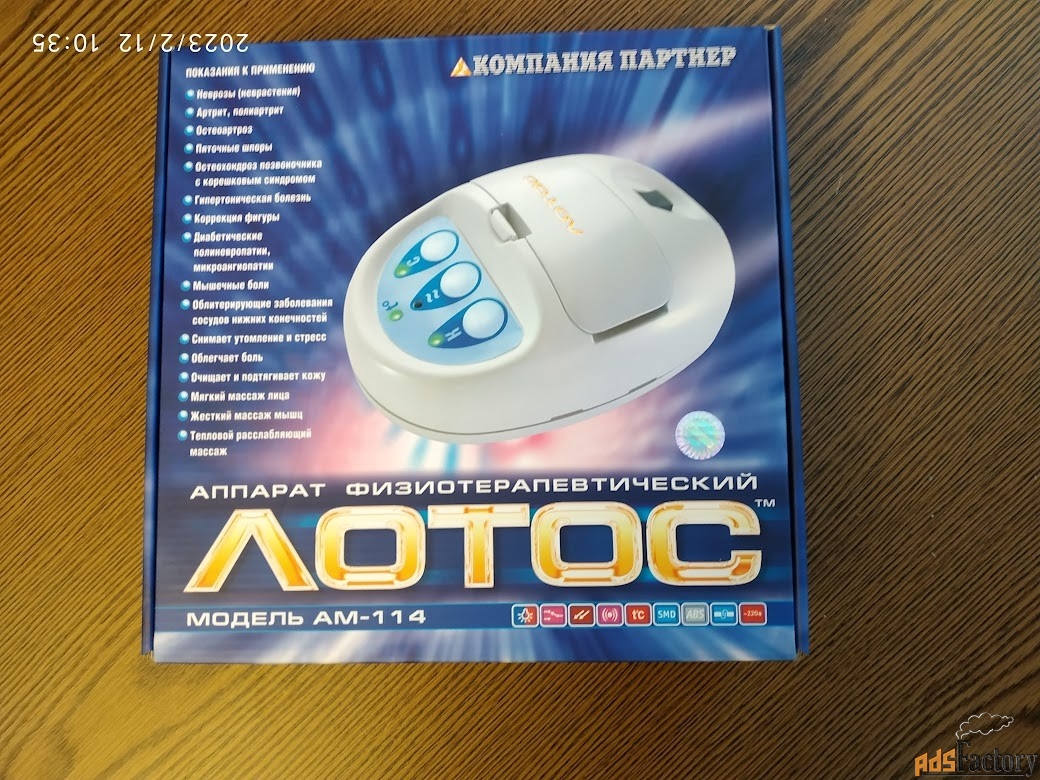 2023/2/12 10:35
КОМПАНИЯ ПАРТНЕР
ПОКАЗАНИЯ К ПРИМЕНЕНИЮ
Неврозы (неврастения)
Артрит, полиартрит
Остеоартроз
Пяточные шпоры
Остеохондроз позвоночника
с корешковым синдромом
Гипертоническая болезнь
Коррекция фигуры
Диабетические
полиневропатии,
микроангиопатии
Мышечные боли
Облитерирующие заболевания
сосудов нижних конечностей
Снимает утомление и стресс
Облегчает боль
Очищает и подтягивает кожу
Мягкий массаж лица
Жесткий массаж мышц
Тепловой расслабляющий
массаж
ЛОТОС
АППАРАТ ФИЗИОТЕРАПЕВТИЧЕСКИЙ
ЛОТОС™
МОДЕЛЬ АМ-114
t°C SMD ABS ~220в
adsFactory